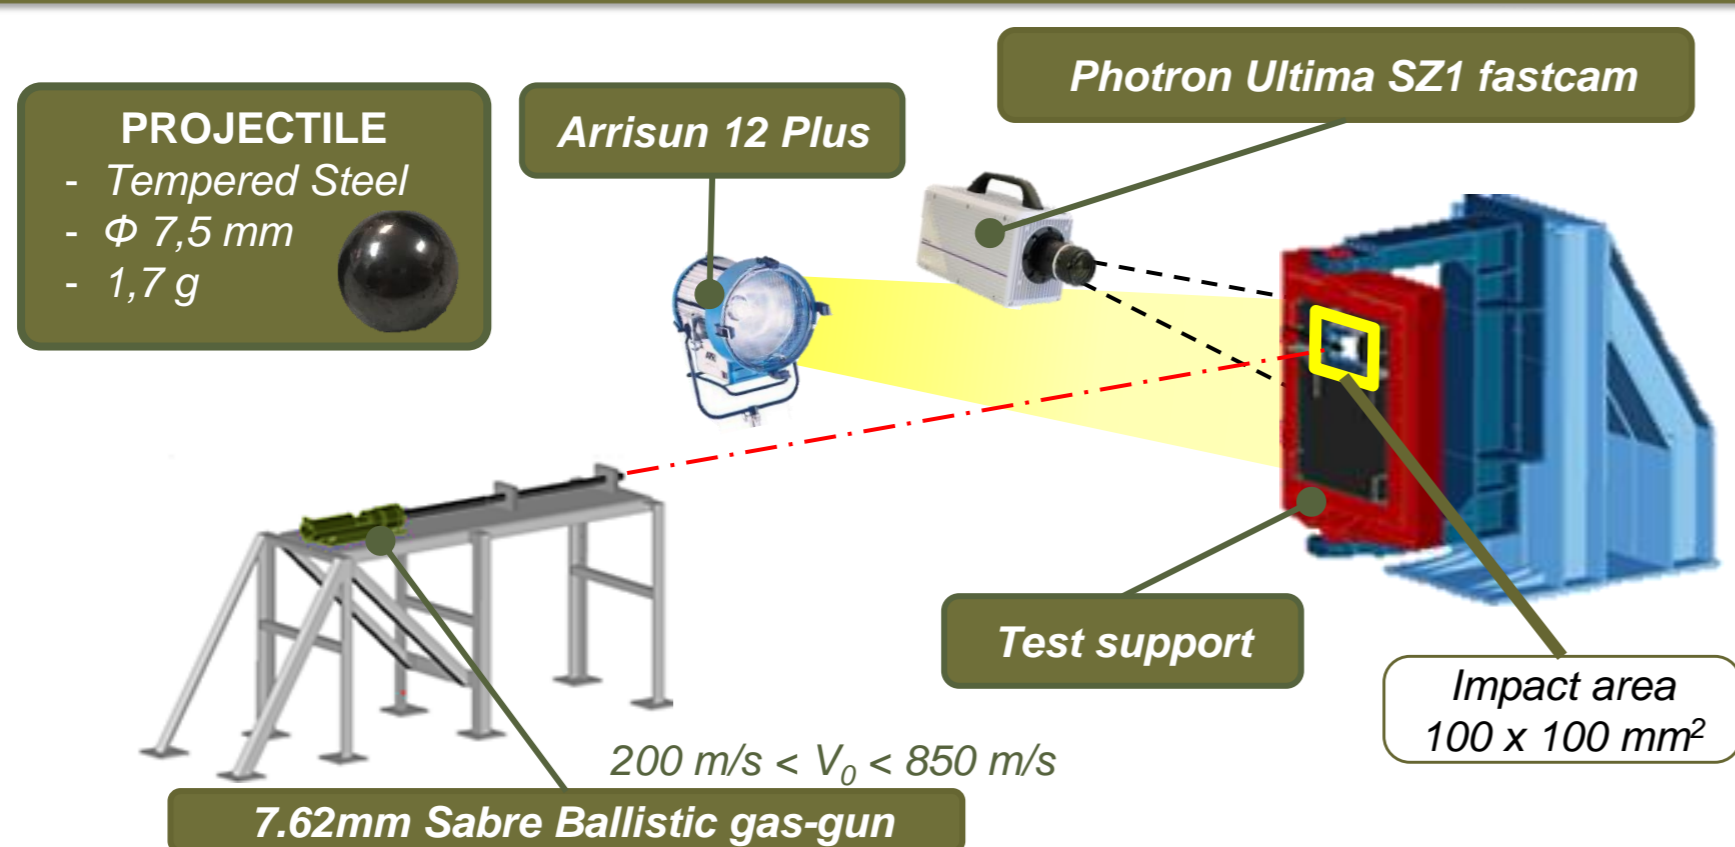 PROJECTILE
- Tempered Steel
- Φ 7,5 mm
- 1,7 g
Arrisun 12 Plus
Photron Ultima SZ1 fastcam
Test support
Impact area
100 x 100 mm²
200 m/s < V₀ < 850 m/s
7.62mm Sabre Ballistic gas-gun